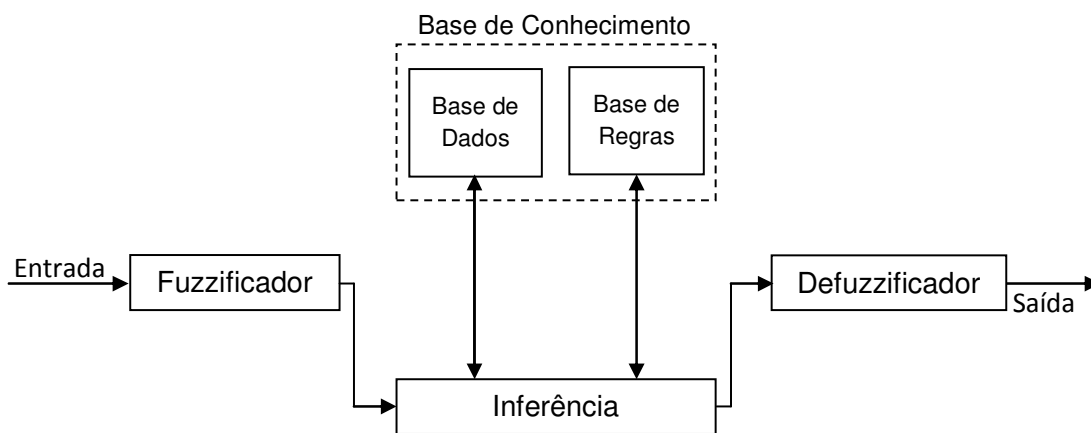 Base de Conhecimento
Base de
Dados
Base de
Regras
Entrada
Fuzzificador
Defuzzificador
Saída
Inferência